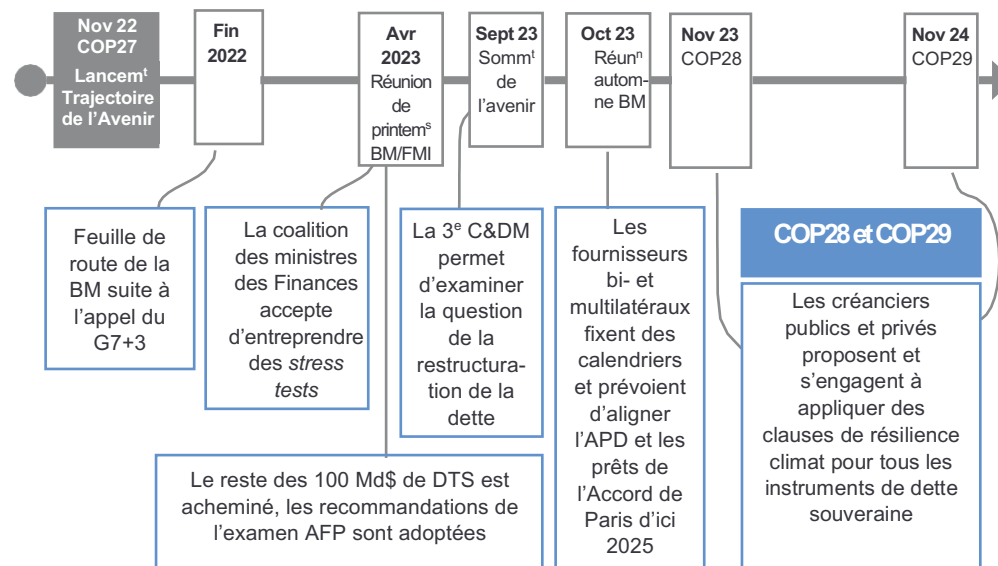 Nov 22
COP27
Lancemᵗ
Trajectoire
de l’Avenir
Fin
2022
Avr
2023
Réunion
de
printemˢ
BM/FMI
Sept 23
Sommᵗ
de
l’avenir
Oct 23
Réunⁿ
autom-
ne BM
Nov 23
COP28
Nov 24
COP29
Feuille de
route de la
BM suite à
l’appel du
G7+3
La coalition
des ministres
des Finances
accepte
d’entreprendre
des stress
tests
Le reste des 100 Md$ de DTS est
acheminé, les recommandations de
l’examen AFP sont adoptées
La 3ᵉ C&DM
permet
d’examiner
la question
de la
restructura-
tion de la
dette
Les
fournisseurs
bi- et
multilatéraux
fixent des
calendriers
et prévoient
d’aligner
l’APD et les
prêts de
l’Accord de
Paris d’ici
2025
COP28 et COP29
Les créanciers
publics et privés
proposent et
s’engagent à
appliquer des
clauses de résilience
climat pour tous les
instruments de dette
souveraine